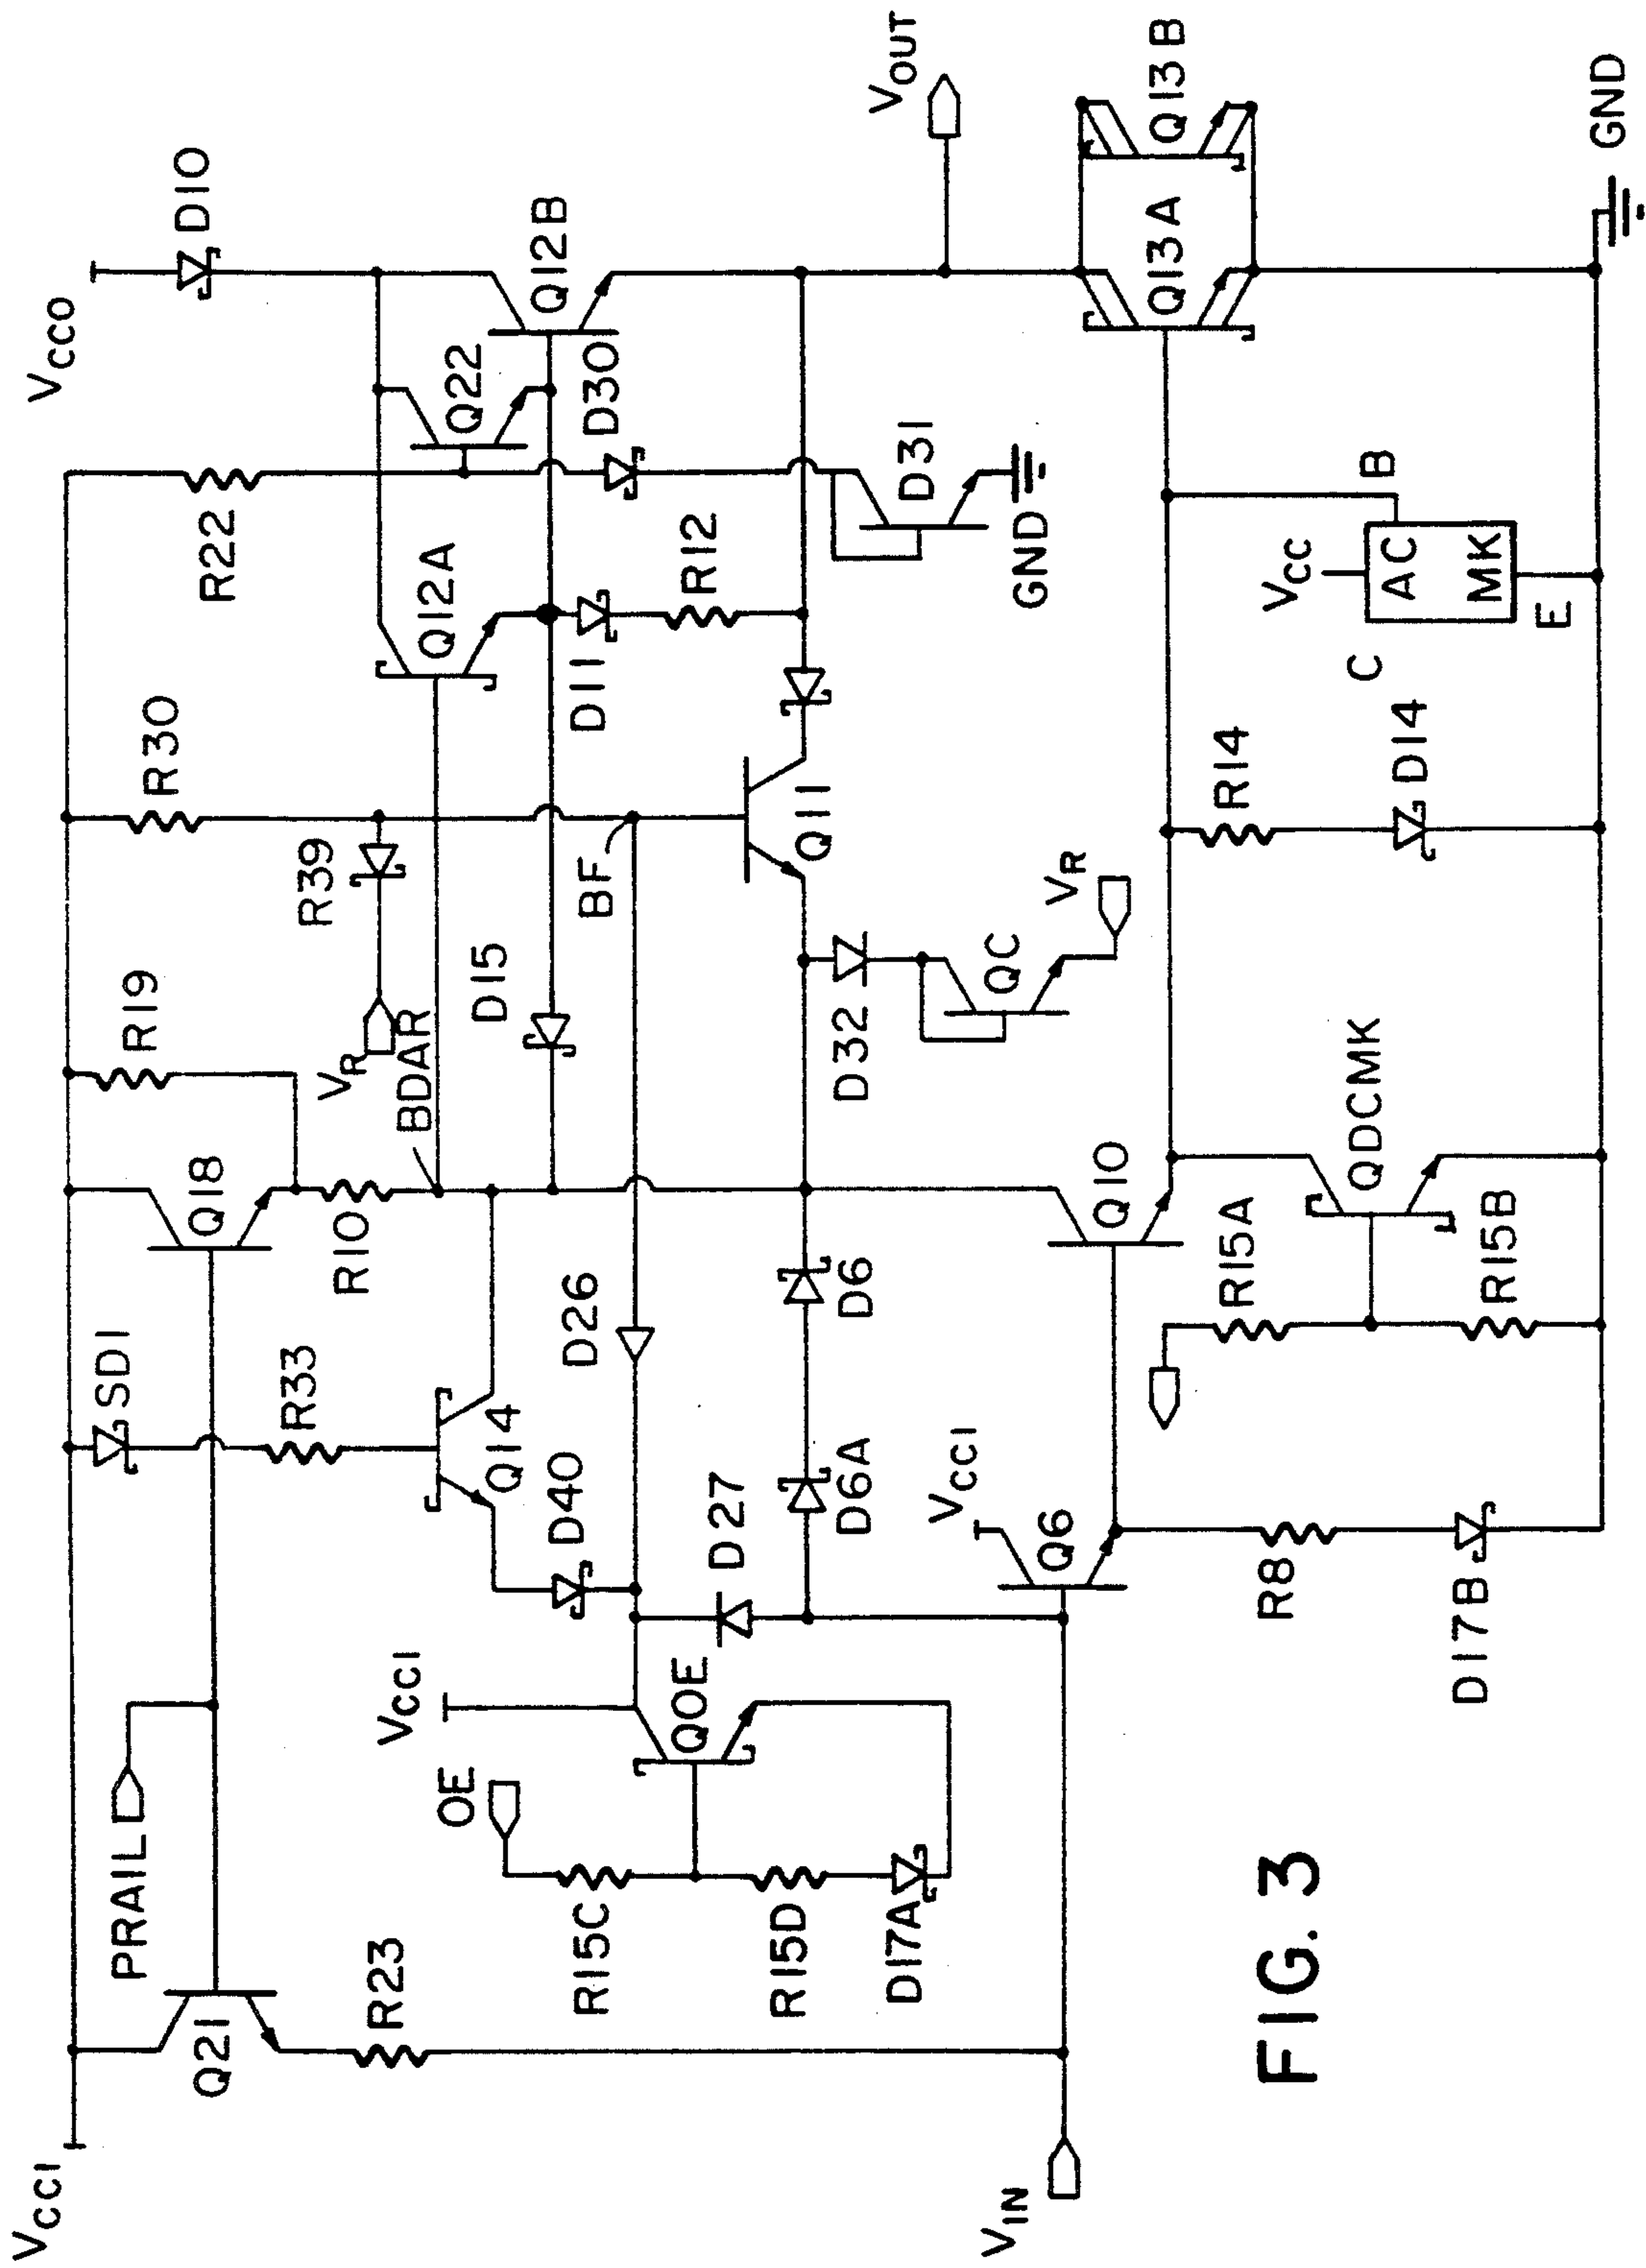 VCCO
D10
Q12B
VOUT
Q13B
Q13A
GND
R22
Q22
D30
D31
Q12A
D11
R12
GND
VCC
AC
MK
B
C
E
R30
R39
BF
Q11
VR
R14
D14
R19
VR
BDAR
D15
D32
QC
QDCMK
Q18
R10
Q10
R15A
R15B
SD1
R33
Q14
D26
D6
D40
D27
D6A
VCC1
Q6
R8
D17B
PRAIL
VCC1
OE
QOE
R15C
R15D
D17A
Q21
R23
VCC1
VIN
FIG. 3